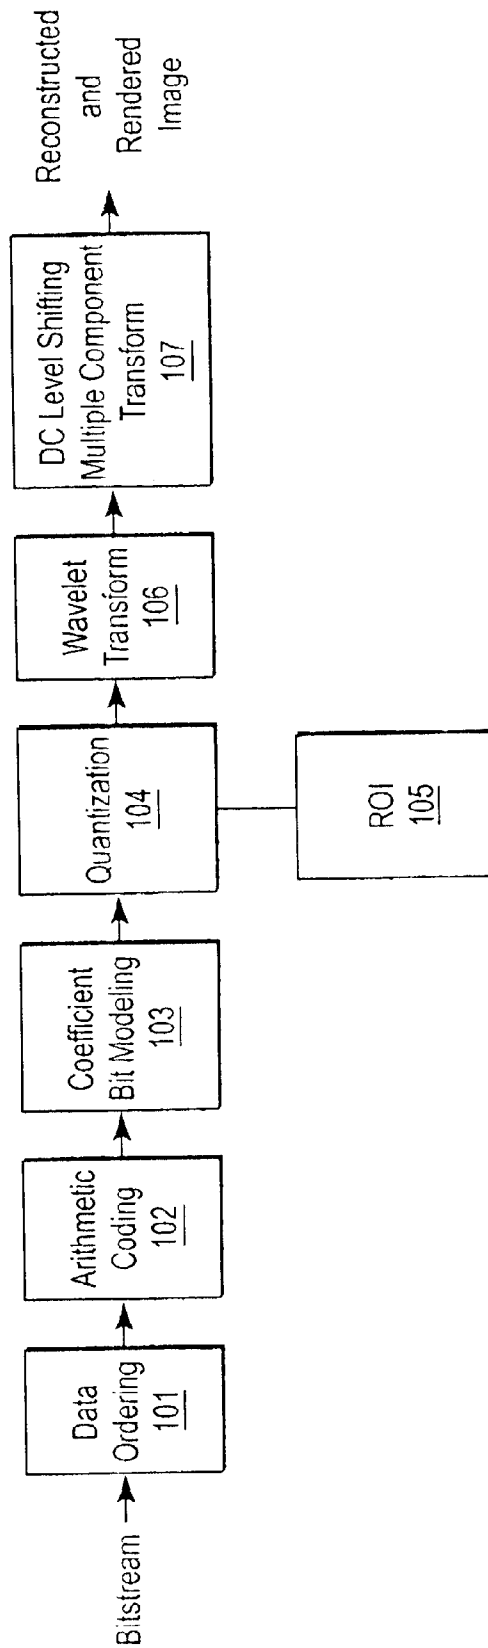 Bitstream
Data
Ordering
101
Arithmetic
Coding
102
Coefficient
Bit Modeling
103
Quantization
104
ROI
105
Wavelet
Transform
106
DC Level Shifting
Multiple Component
Transform
107
Reconstructed
and
Rendered
Image